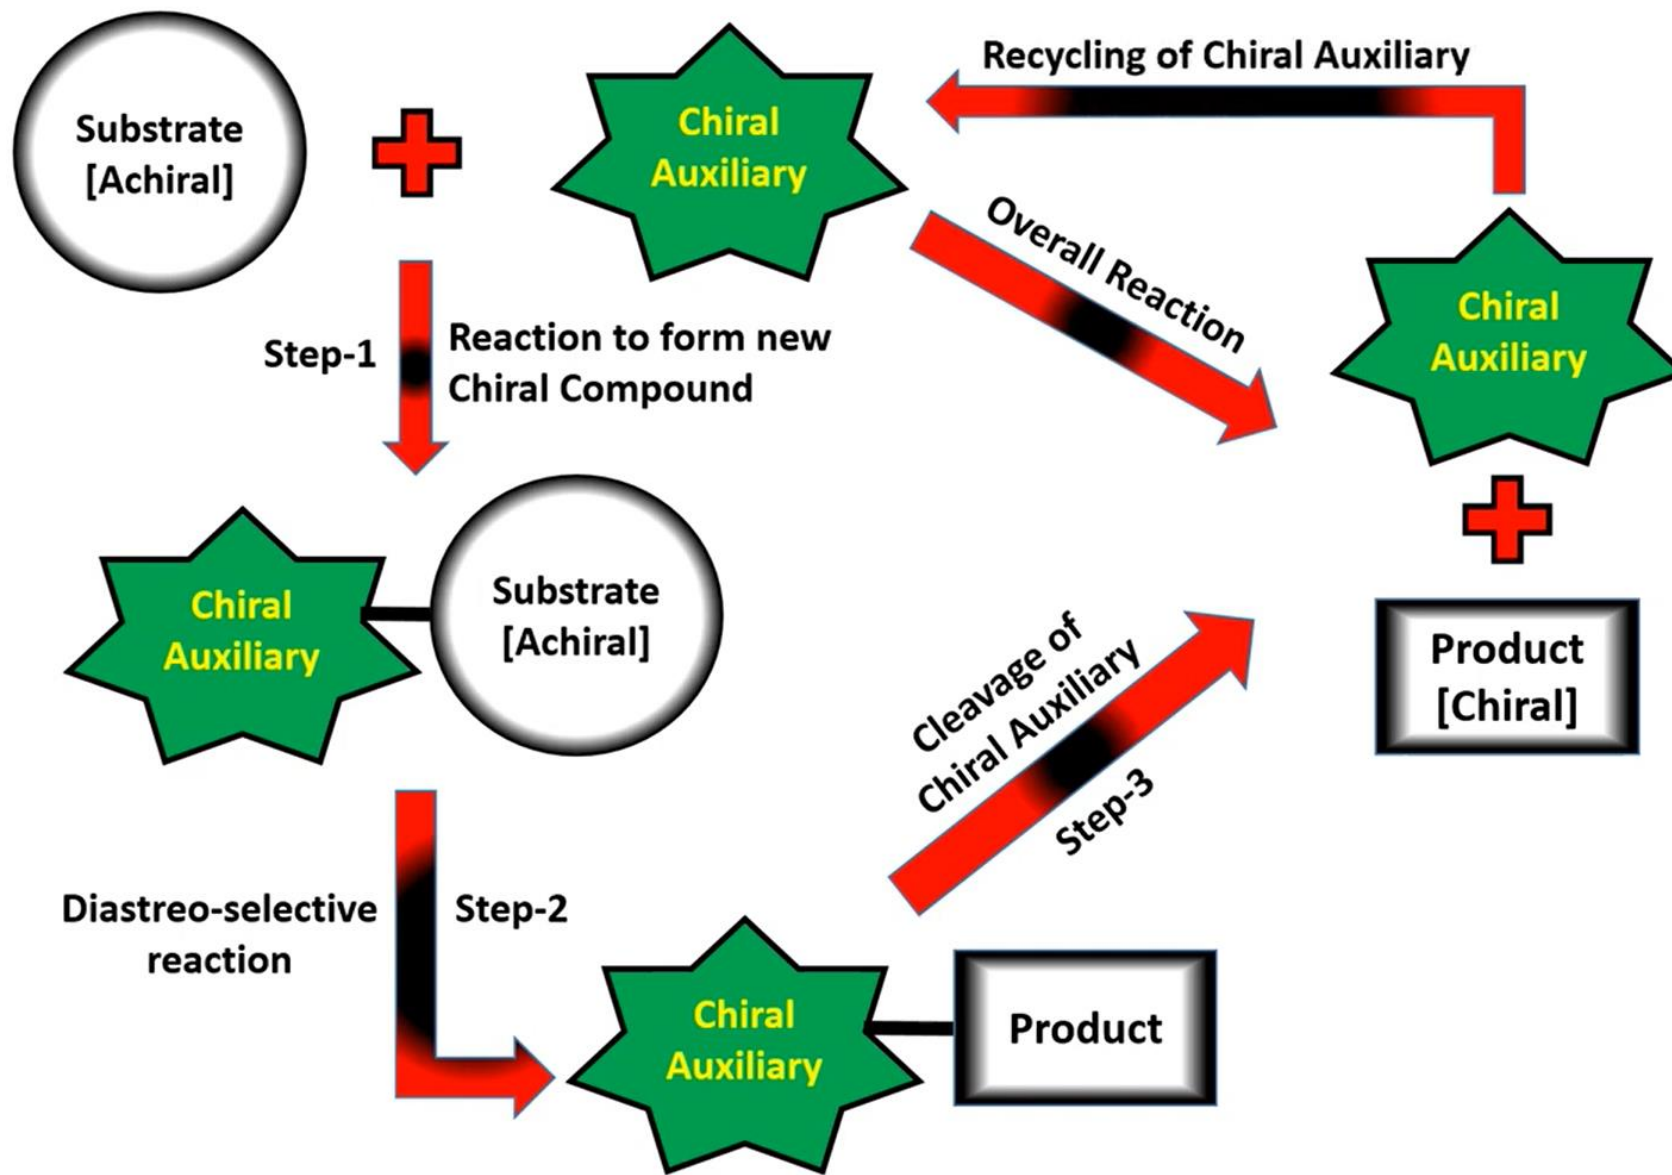 Substrate
[Achiral]
Chiral
Auxiliary
Recycling of Chiral Auxiliary
Overall Reaction
Chiral
Auxiliary
Step-1
Reaction to form new
Chiral Compound
Chiral
Auxiliary
Substrate
[Achiral]
Cleavage of
Chiral Auxiliary
Step-3
Product
[Chiral]
Diastreo-selective
reaction
Step-2
Chiral
Auxiliary
Product